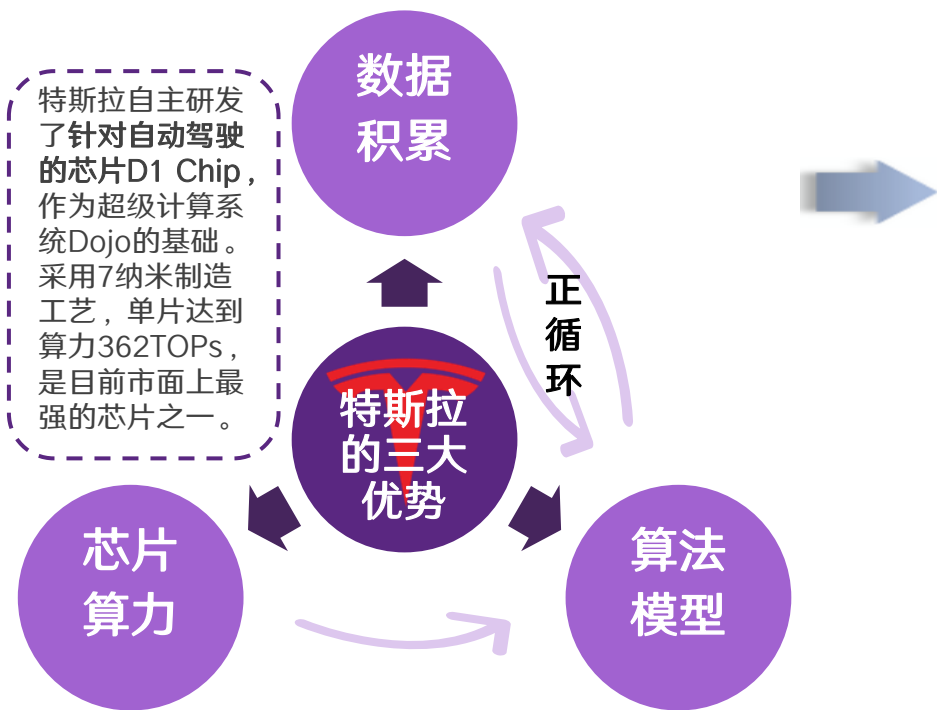 数据
积累
特斯拉自主研发
了针对自动驾驶
的芯片D1 Chip，
作为超级计算系
统Dojo的基础。
采用7纳米制造
工艺，单片达到
算力362TOPs，
是目前市面上最
强的芯片之一。
正
循
环
特斯拉
的三大
优势
芯片
算力
算法
模型